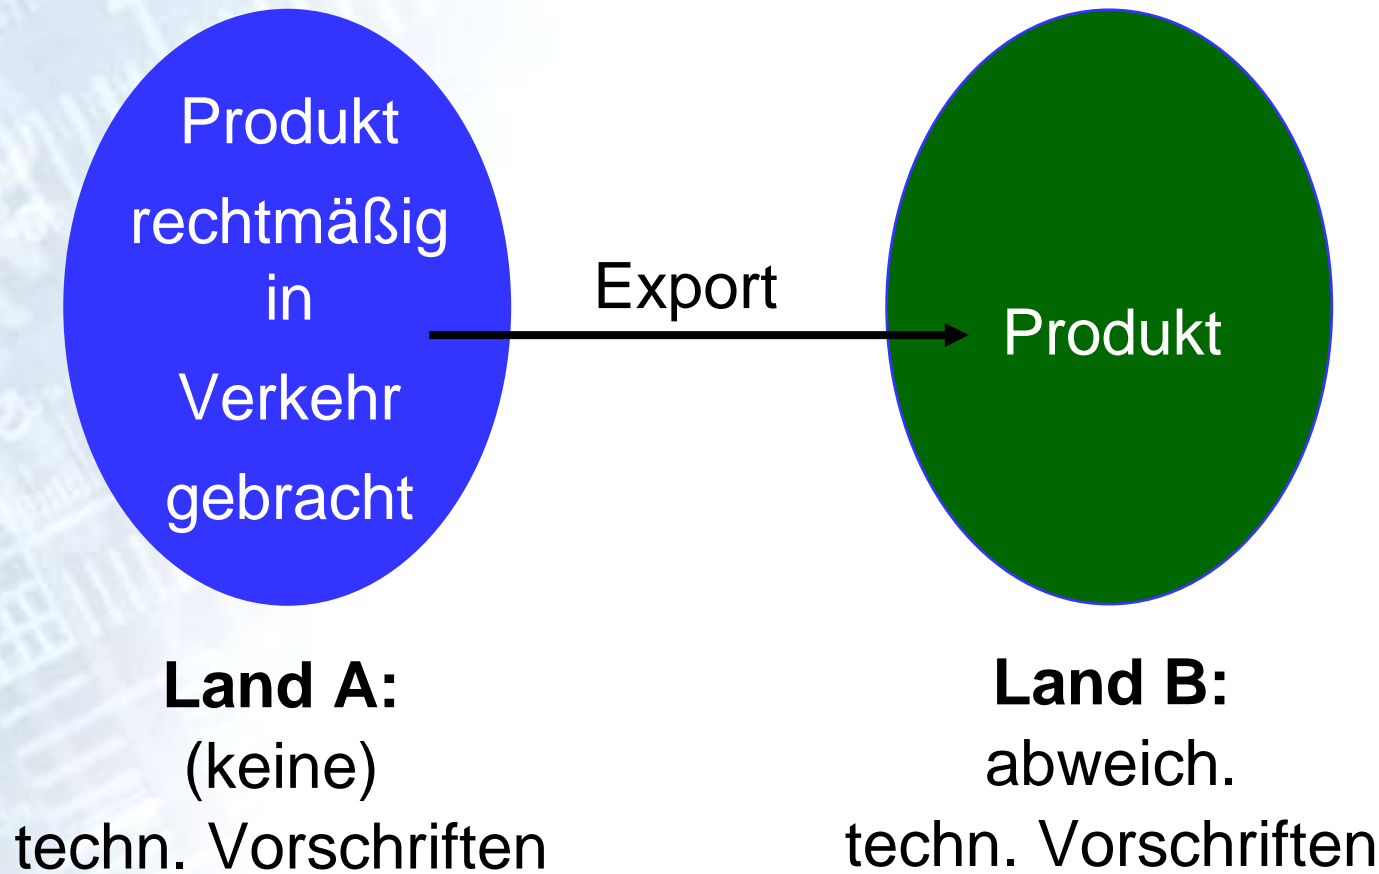 Produkt
rechtmäßig
in
Verkehr
gebracht
Export
Produkt
Land A:
(keine)
techn. Vorschriften
Land B:
abweich.
techn. Vorschriften